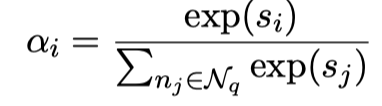 α_i = exp(s_i) / ∑_{n_j∈𝒩_q} exp(s_j)